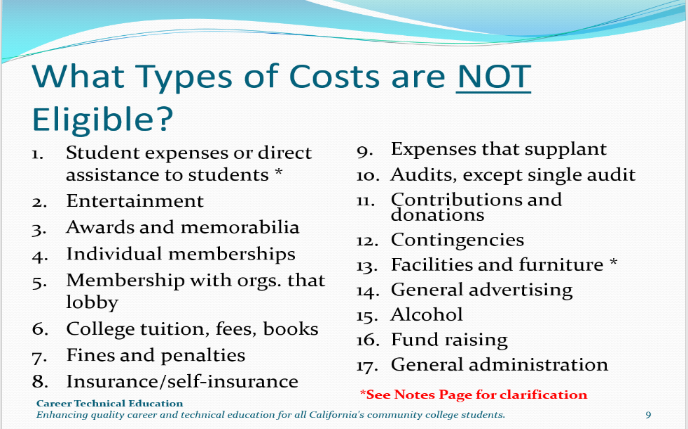 What Types of Costs are NOT
Eligible?
1. Student expenses or direct
assistance to students *
2. Entertainment
3. Awards and memorabilia
4. Individual memberships
5. Membership with orgs. that
lobby
6. College tuition, fees, books
7. Fines and penalties
8. Insurance/self-insurance
9. Expenses that supplant
10. Audits, except single audit
11. Contributions and
donations
12. Contingencies
13. Facilities and furniture *
14. General advertising
15. Alcohol
16. Fund raising
17. General administration
*See Notes Page for clarification
Career Technical Education
Enhancing quality career and technical education for all California's community college students.
9